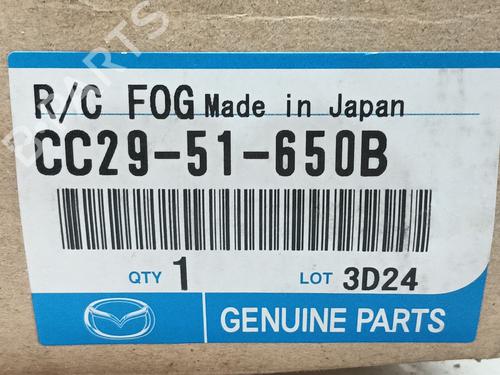 R/C FOG Made in Japan
CC29-51-650B
QTY 1 LOT 3D24
GENUINE PARTS